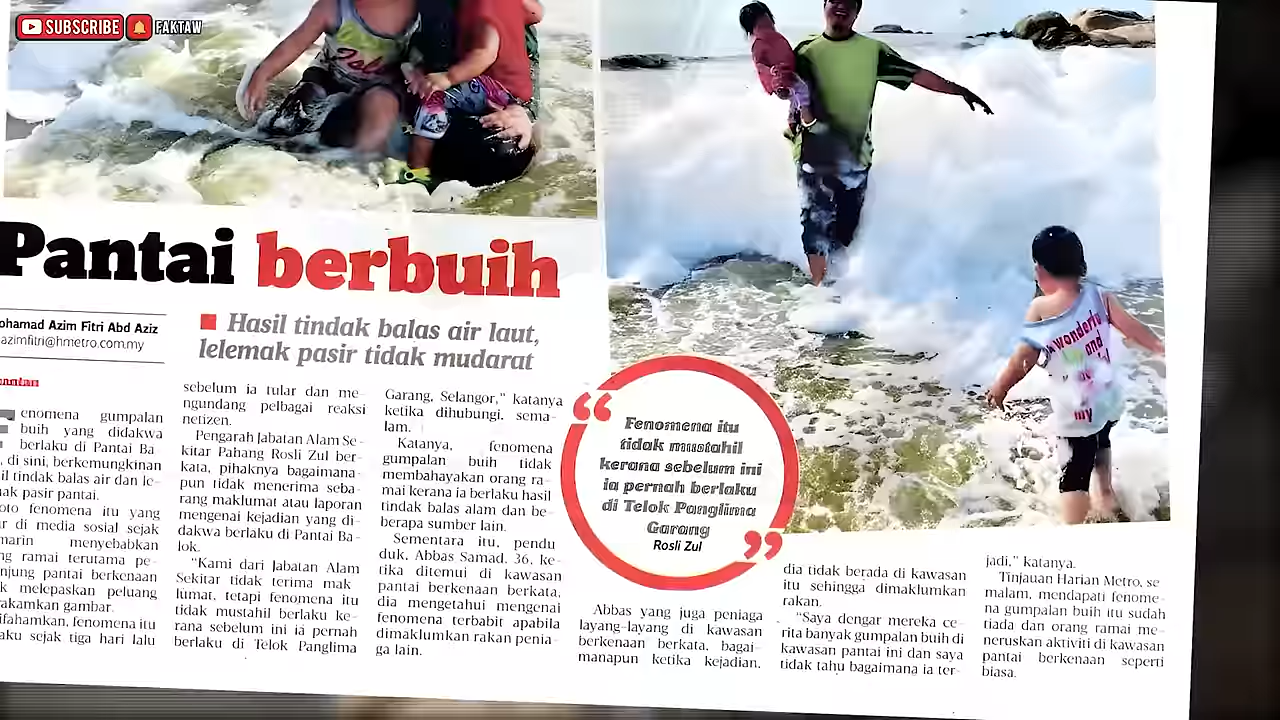 SUBSCRIBE
FAKTAW
Pantai berbuih
ohamad Azim Fitri Abd Aziz
azimfitri@hmetro.com.my
Hasil tindak balas air laut,
lelemak pasir tidak mudarat
enomena gumpalan
buih yang didakwa
berlaku di Pantai Ba-
, di sini, berkemungkinan
il tindak balas air dan le-
ak pasir pantai.
oto fenomena itu yang
r di media sosial sejak
marin menyebabkan
ng ramai terutama pe-
njung pantai berkenaan
k melepaskan peluang
rakamkan gambar.
ifahamkan, fenomena itu
aku sejak tiga hari lalu
sebelum ia tular dan me-
ngundang pelbagai reaksi
netizen.
Pengarah Jabatan Alam Se-
kitar Pahang Rosli Zul ber-
kata, pihaknya bagaimana-
pun tidak menerima seba-
rang maklumat atau laporan
mengenai kejadian yang di-
dakwa berlaku di Pantai Ba-
lok.
"Kami dari Jabatan Alam
Sekitar tidak terima mak
lumat, tetapi fenomena itu
tidak mustahil berlaku ke-
rana sebelum ini ia pernah
berlaku di Telok Panglima
Garang, Selangor," katanya
ketika dihubungi, sema-
lam.
Katanya, fenomena
gumpalan buih tidak
membahayakan orang ra-
mai kerana ia berlaku hasil
tindak balas alam dan be-
berapa sumber lain.
Sementara itu, pendu
duk, Abbas Samad, 36, ke-
tika ditemui di kawasan
pantai berkenaan berkata,
dia mengetahui mengenai
fenomena terbabit apabila
dimaklumkan rakan penia-
ga lain.
Fenomena itu
tidak mustahil
kerana sebelum ini
ia pernah berlaku
di Telok Panglima
Garang
Rosli Zul
Abbas yang juga peniaga
layang-layang di kawasan
berkenaan berkata, bagai-
manapun ketika kejadian,
dia tidak berada di kawasan
itu sehingga dimaklumkan
rakan.
"Saya dengar mereka ce-
rita banyak gumpalan buih di
kawasan pantai ini dan saya
tidak tahu bagaimana ia ter-
jadi," katanya.
Tinjauan Harian Metro, se
malam, mendapati fenome-
na gumpalan buih itu sudah
tiada dan orang ramai me-
neruskan aktiviti di kawasan
pantai berkenaan seperti
biasa.